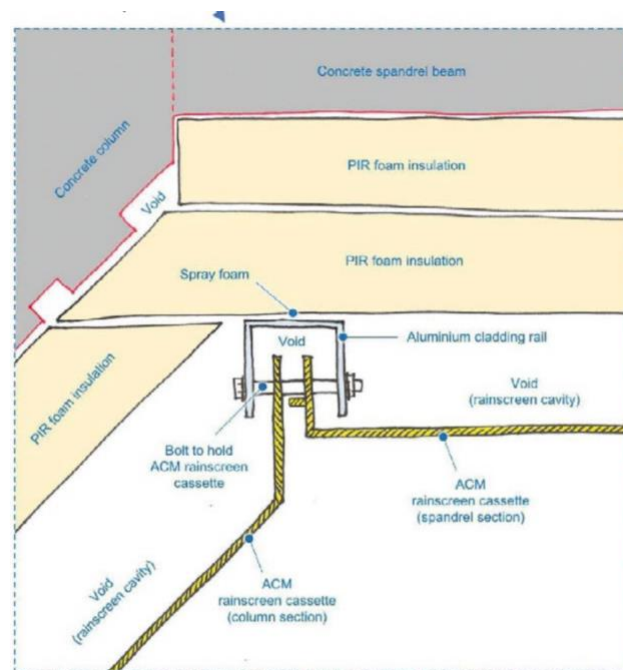 Concrete spandrel beam
Concrete column
PIR foam insulation
Void
PIR foam insulation
Spray foam
Aluminium cladding rail
Void
PIR foam insulation
Void
(rainscreen cavity)
Bolt to hold
ACM rainscreen
cassette
ACM
rainscreen cassette
(spandrel section)
Void
(rainscreen cavity)
ACM
rainscreen cassette
(column section)